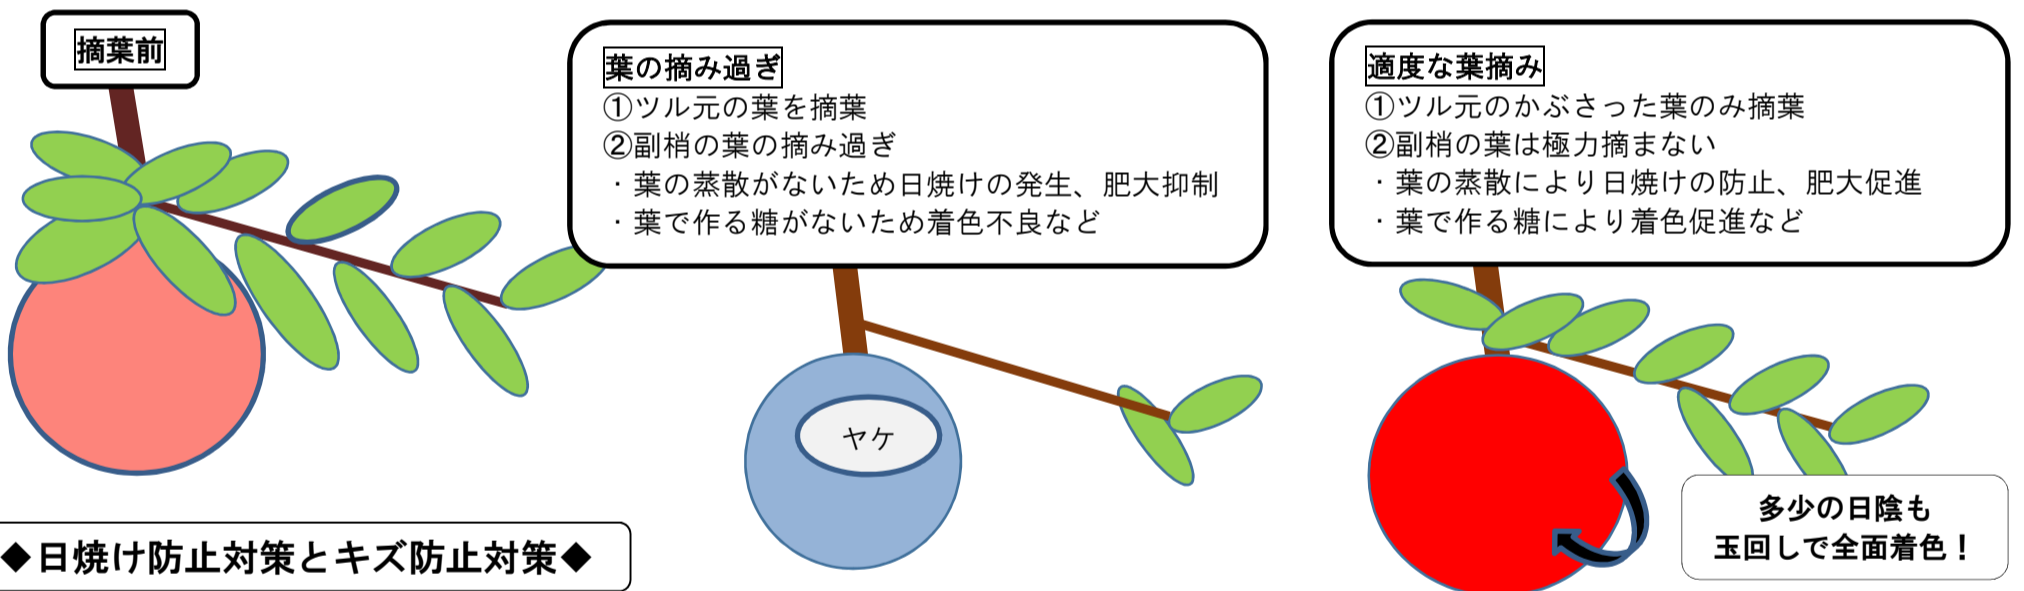 摘葉前
葉の摘み過ぎ
①ツル元の葉を摘葉
②副梢の葉の摘み過ぎ
・葉の蒸散がないため日焼けの発生、肥大抑制
・葉で作る糖がないため着色不良など
適度な葉摘み
①ツル元のかぶさった葉のみ摘葉
②副梢の葉は極力摘まない
・葉の蒸散により日焼けの防止、肥大促進
・葉で作る糖により着色促進など
ヤケ
多少の日陰も
玉回しで全面着色！
◆日焼け防止対策とキズ防止対策◆